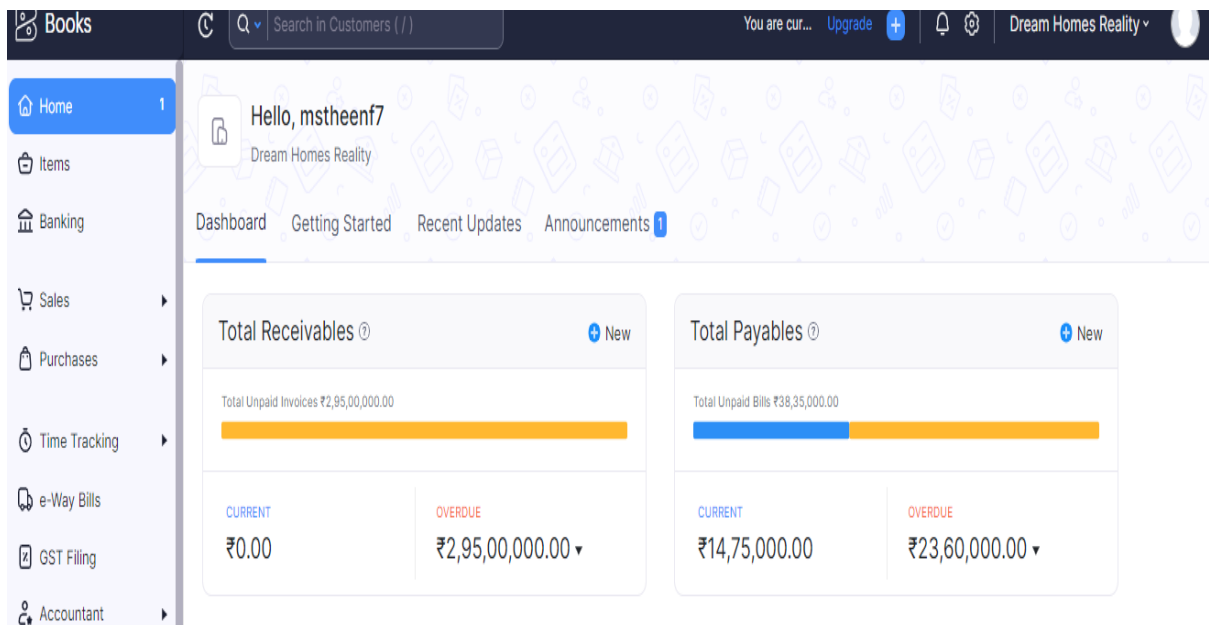 Books
Search in Customers ( / )
You are cur... Upgrade
Dream Homes Reality
Home 1
Items
Banking
Sales
Purchases
Time Tracking
e-Way Bills
GST Filing
Accountant
Hello, mstheenf7
Dream Homes Reality
Dashboard Getting Started Recent Updates Announcements 1
Total Receivables ? New
Total Unpaid Invoices ₹2,95,00,000.00
CURRENT OVERDUE
₹0.00 ₹2,95,00,000.00
Total Payables ? New
Total Unpaid Bills ₹38,35,000.00
CURRENT OVERDUE
₹14,75,000.00 ₹23,60,000.00